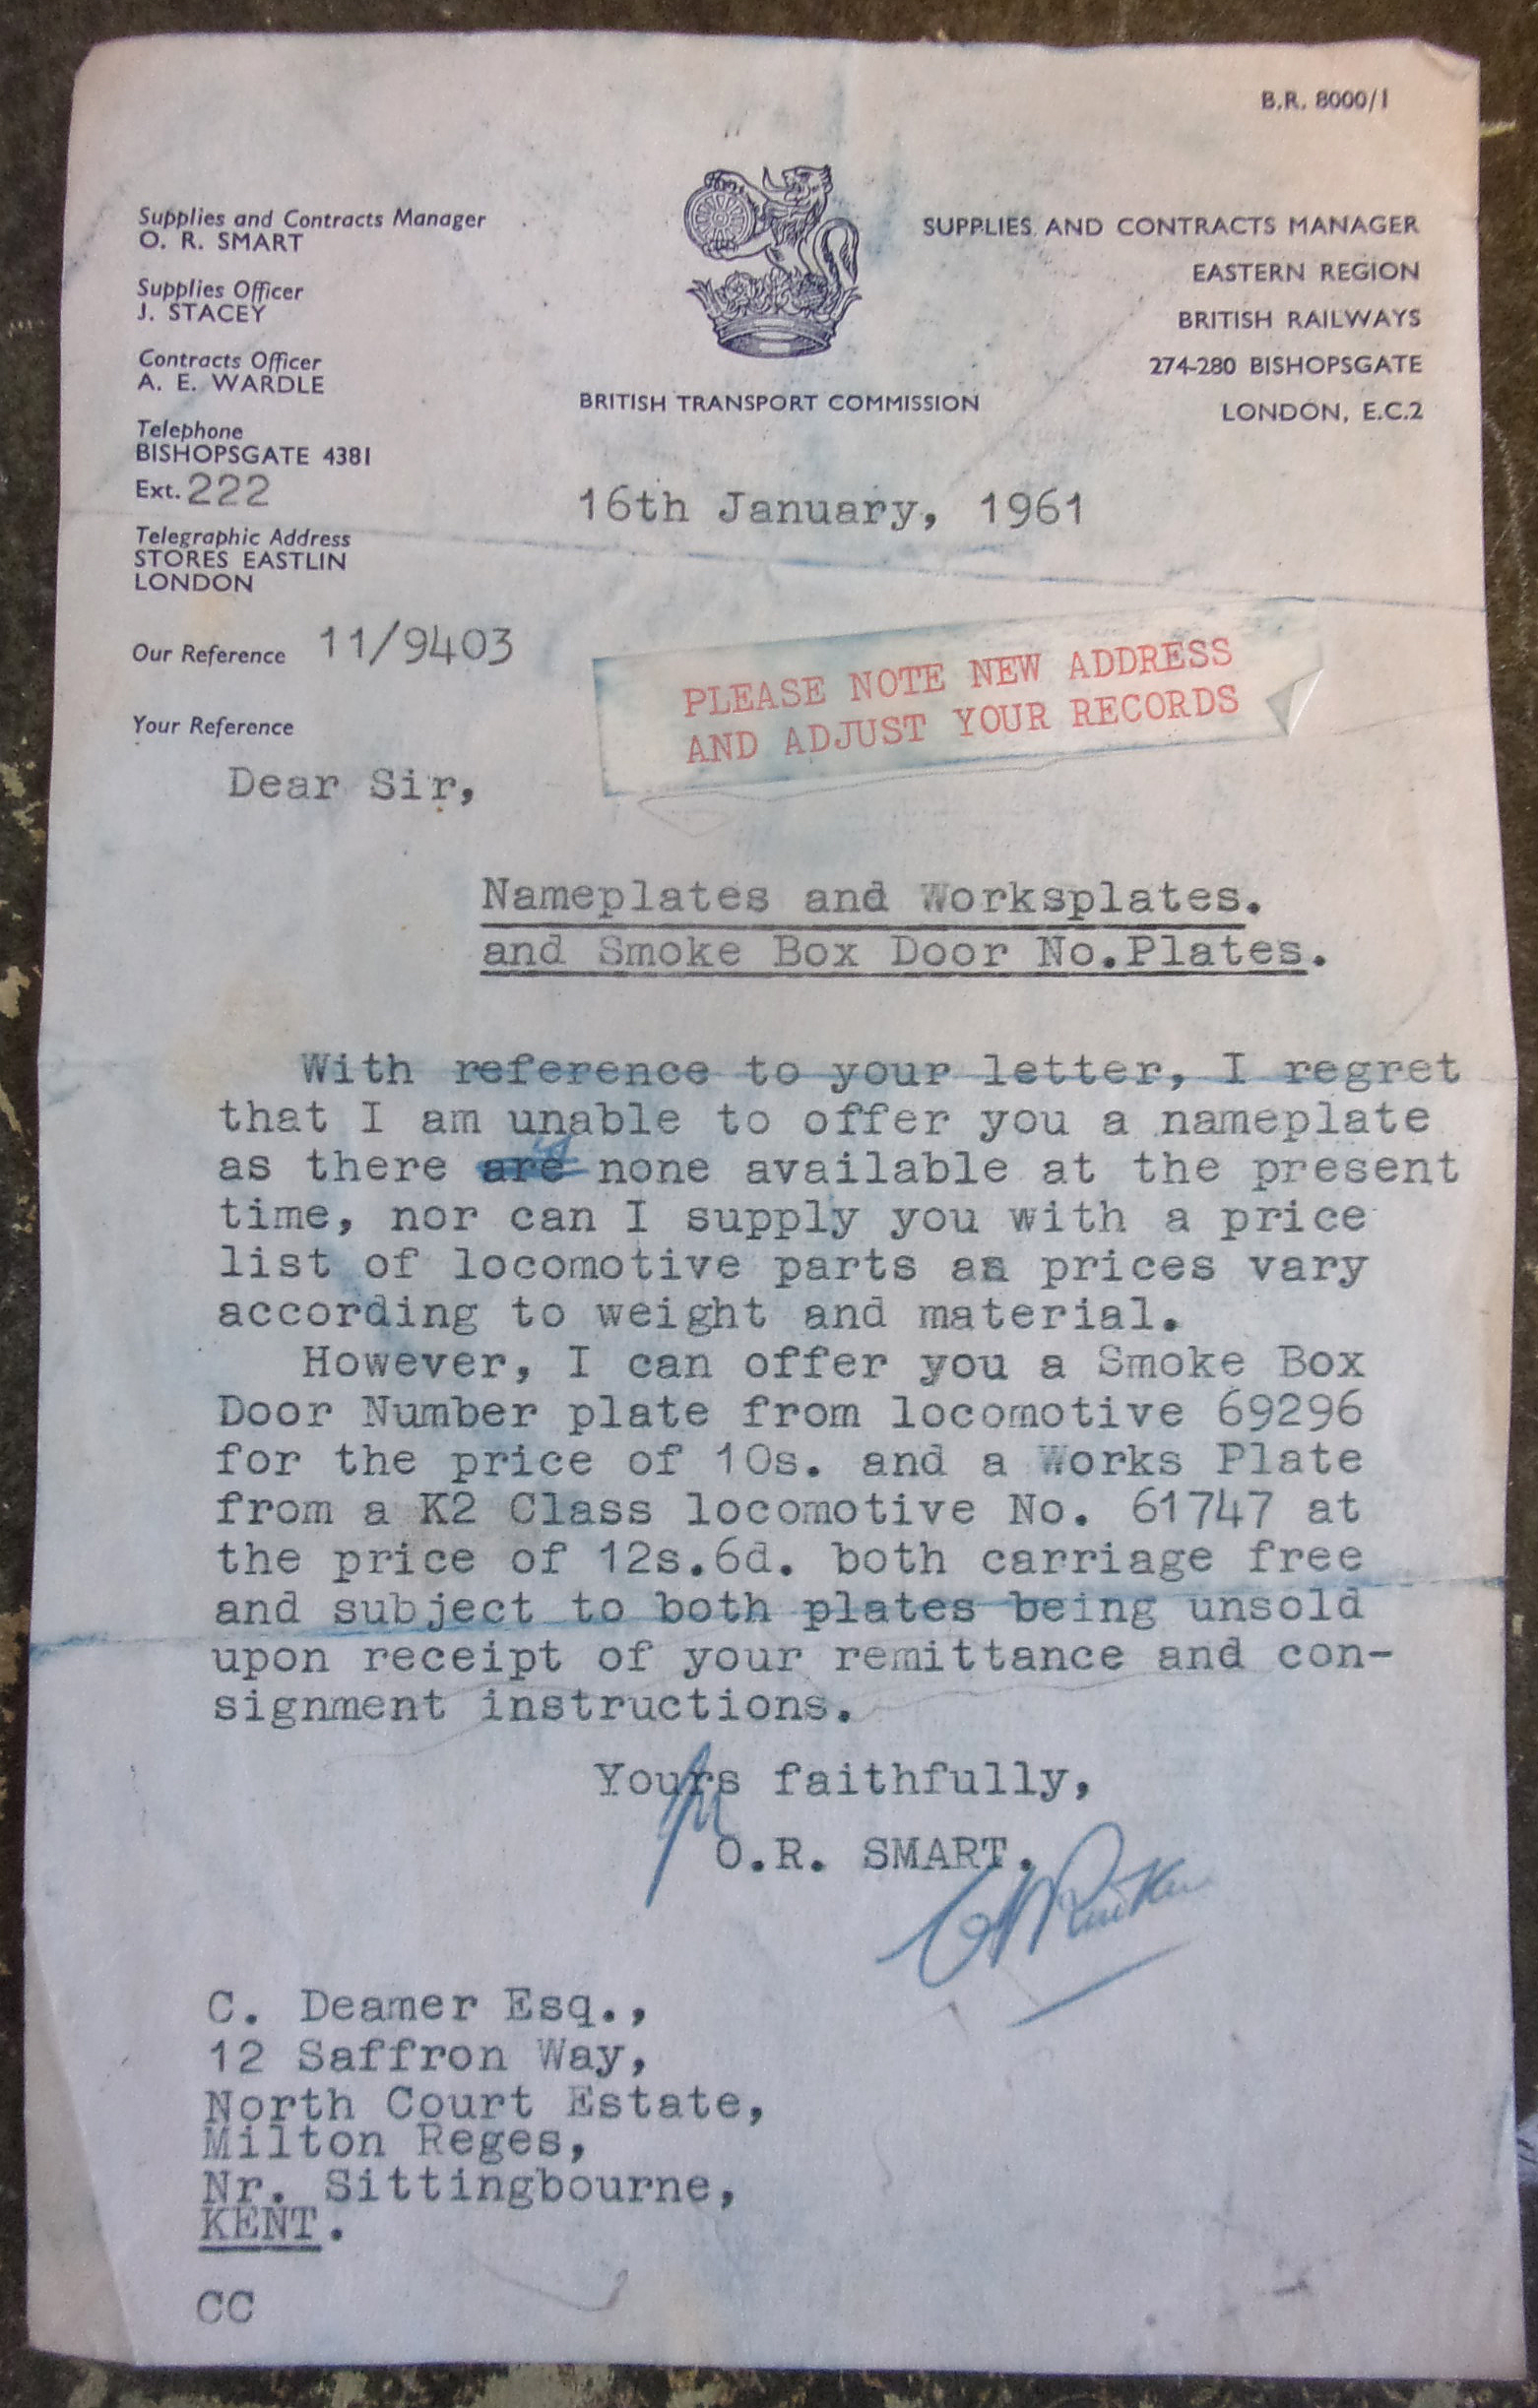 B.R. 8000/1
Supplies and Contracts Manager
O. R. SMART
Supplies Officer
J. STACEY
Contracts Officer
A. E. WARDLE
Telephone
BISHOPSGATE 4381
Ext. 222
Telegraphic Address
STORES EASTLIN
LONDON
Our Reference 11/9403
Your Reference
BRITISH TRANSPORT COMMISSION
SUPPLIES AND CONTRACTS MANAGER
EASTERN REGION
BRITISH RAILWAYS
274-280 BISHOPSGATE
LONDON, E.C.2
16th January, 1961
PLEASE NOTE NEW ADDRESS
AND ADJUST YOUR RECORDS
Dear Sir,
Nameplates and Worksplates.
and Smoke Box Door No.Plates.
With reference to your letter, I regret
that I am unable to offer you a nameplate
as there are is none available at the present
time, nor can I supply you with a price
list of locomotive parts as prices vary
according to weight and material.
However, I can offer you a Smoke Box
Door Number plate from locomotive 69296
for the price of 10s. and a Works Plate
from a K2 Class locomotive No. 61747 at
the price of 12s.6d. both carriage free
and subject to both plates being unsold
upon receipt of your remittance and con-
signment instructions.
Yours faithfully,
O.R. SMART.
C. Deamer Esq.,
12 Saffron Way,
North Court Estate,
Milton Reges,
Nr. Sittingbourne,
KENT.
CC